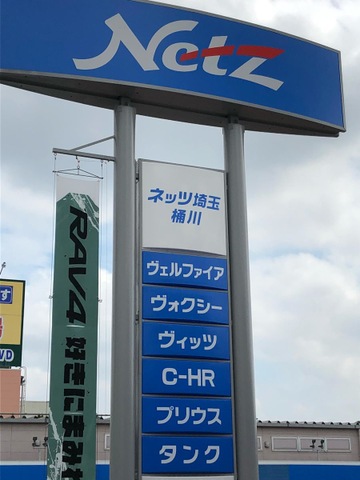 Netz
ネッツ埼玉
桶川
ヴェルファイア
ヴォクシー
ヴィッツ
C-HR
プリウス
タンク
RAV4 好きにまみ
す
VD